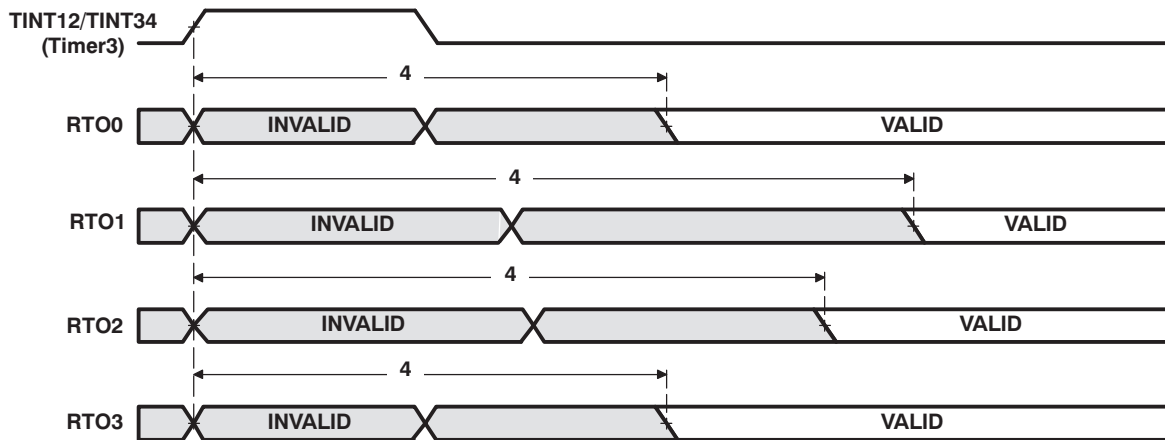 TINT12/TINT34
(Timer3)
4
RTO0
INVALID
VALID
4
RTO1
INVALID
VALID
4
RTO2
INVALID
VALID
4
RTO3
INVALID
VALID